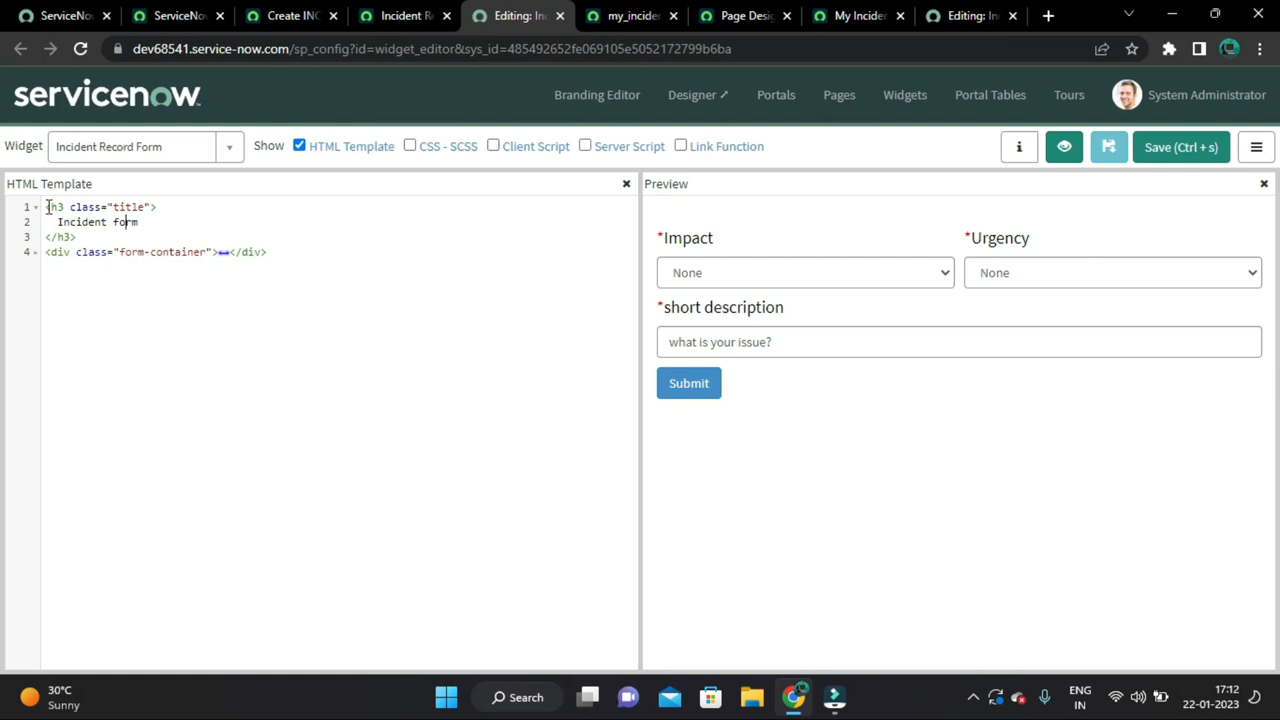 ServiceNo
ServiceNo
Create INC
Incident R
Editing: In
my_incide
Page Desi
My Incide
Editing: In
dev68541.service-now.com/sp_config?id=widget_editor&sys_id=485492652fe069105e5052172799b6ba
servicenow
Branding Editor
Designer
Portals
Pages
Widgets
Portal Tables
Tours
System Administrator
Widget
Incident Record Form
Show
HTML Template
CSS - SCSS
Client Script
Server Script
Link Function
i
Save (Ctrl + s)
HTML Template
Preview
1 <h3 class="title">
2 Incident form
3 </h3>
4 <div class="form-container"></div>
*Impact
*Urgency
None
None
*short description
what is your issue?
Submit
30°C
Sunny
Search
ENG
IN
17:12
22-01-2023